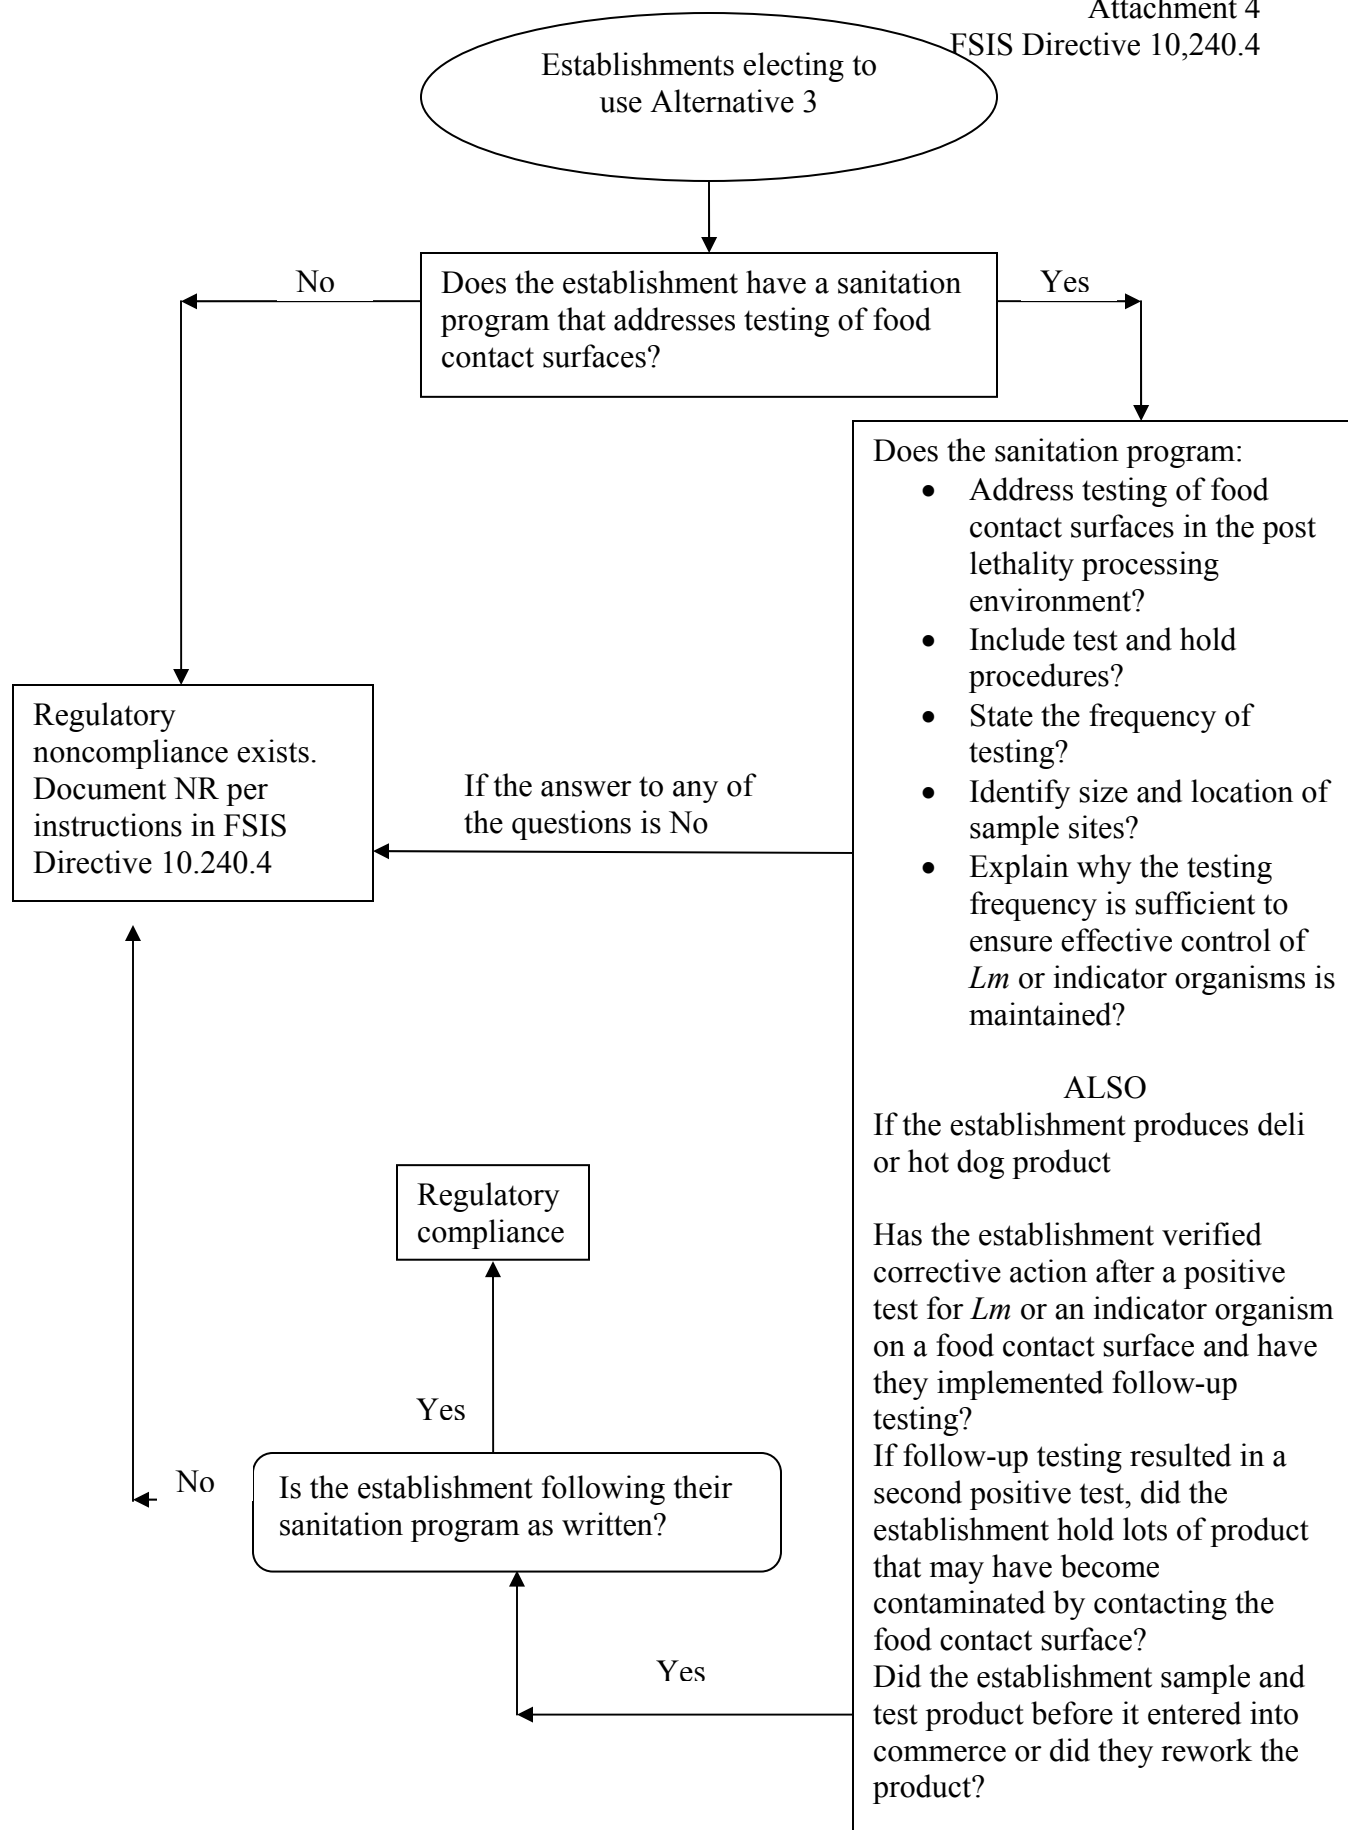 Attachment 4
FSIS Directive 10,240.4
Establishments electing to
use Alternative 3
No
Does the establishment have a sanitation
program that addresses testing of food
contact surfaces?
Yes
Does the sanitation program:
• Address testing of food
contact surfaces in the post
lethality processing
environment?
• Include test and hold
procedures?
• State the frequency of
testing?
• Identify size and location of
sample sites?
• Explain why the testing
frequency is sufficient to
ensure effective control of
Lm or indicator organisms is
maintained?
ALSO
If the establishment produces deli
or hot dog product
Has the establishment verified
corrective action after a positive
test for Lm or an indicator organism
on a food contact surface and have
they implemented follow-up
testing?
If follow-up testing resulted in a
second positive test, did the
establishment hold lots of product
that may have become
contaminated by contacting the
food contact surface?
Did the establishment sample and
test product before it entered into
commerce or did they rework the
product?
If the answer to any of
the questions is No
Regulatory
noncompliance exists.
Document NR per
instructions in FSIS
Directive 10.240.4
Regulatory
compliance
Yes
No
Is the establishment following their
sanitation program as written?
Yes